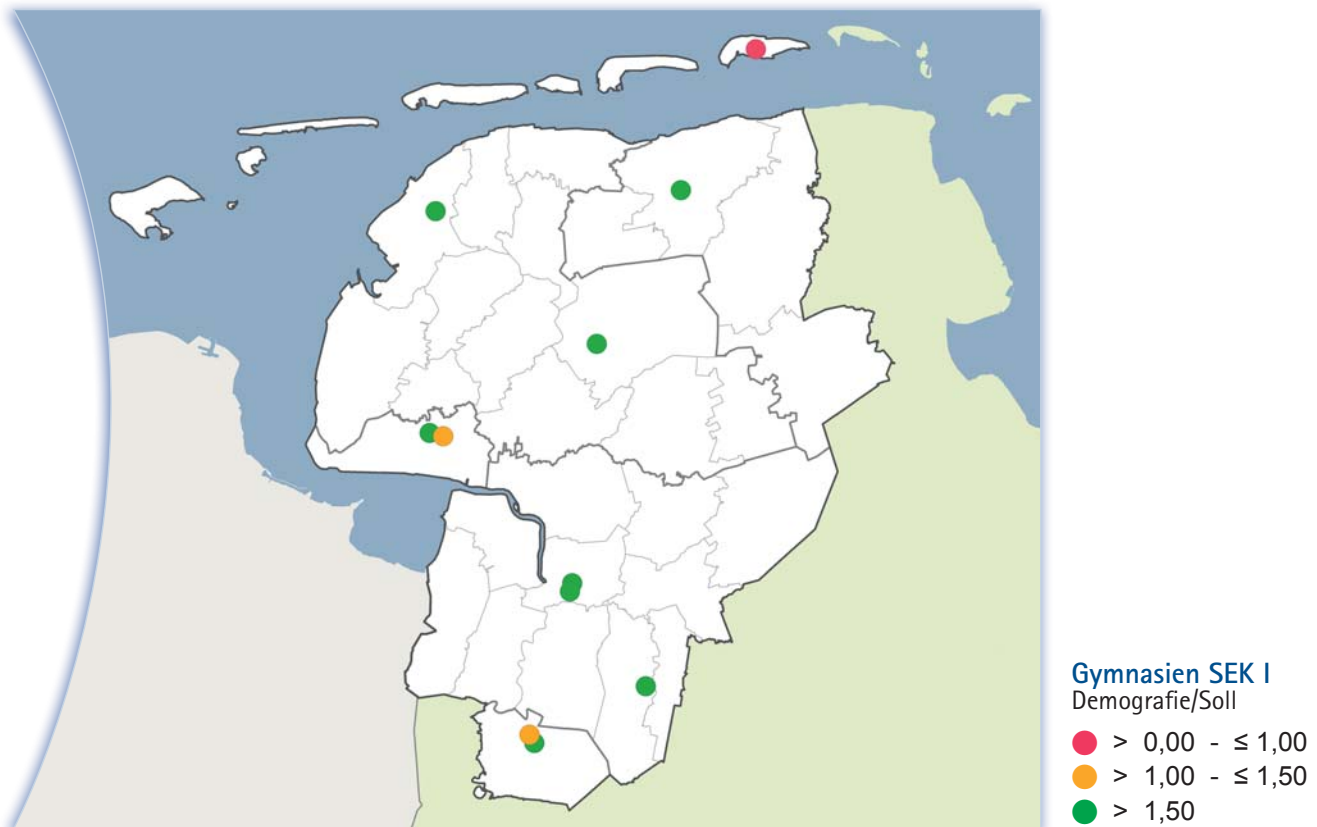 Gymnasien SEK I
Demografie/Soll
> 0,00 - ≤ 1,00
> 1,00 - ≤ 1,50
> 1,50